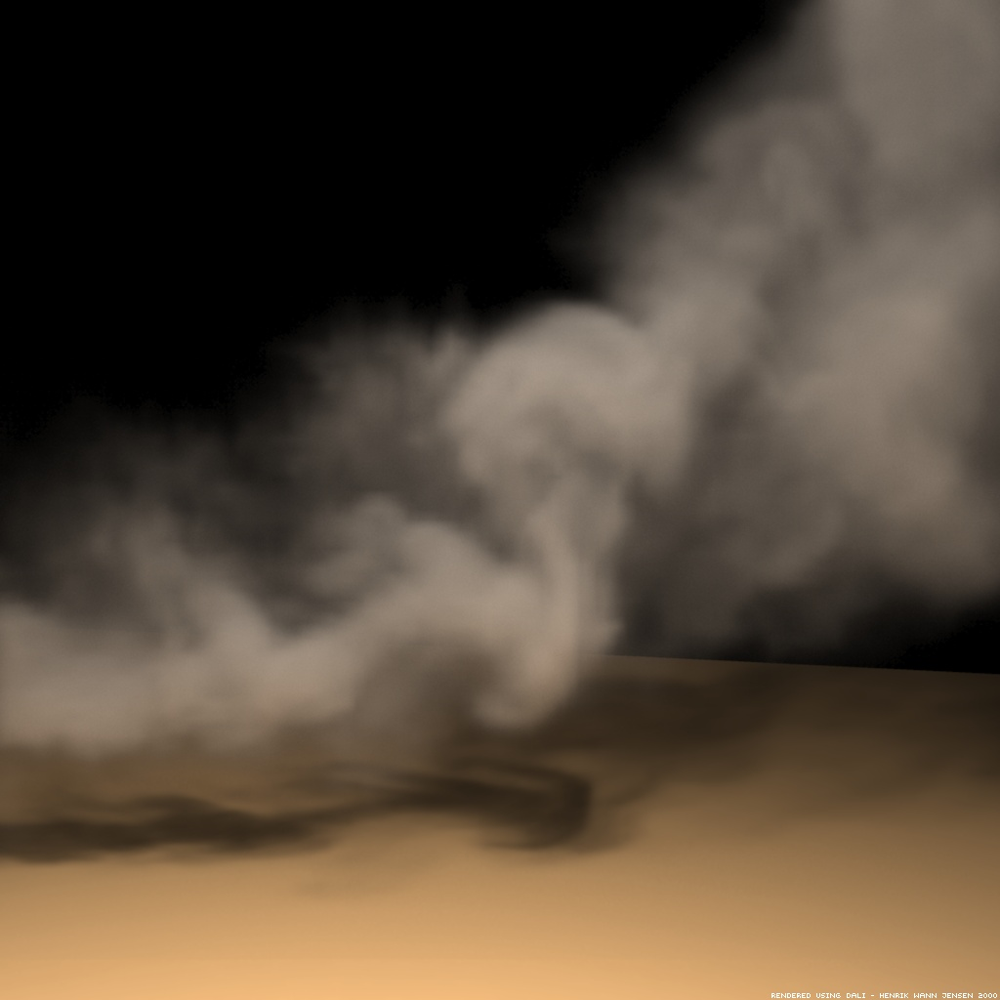 RENDERED USING DALI - HENRIK WANN JENSEN 2000